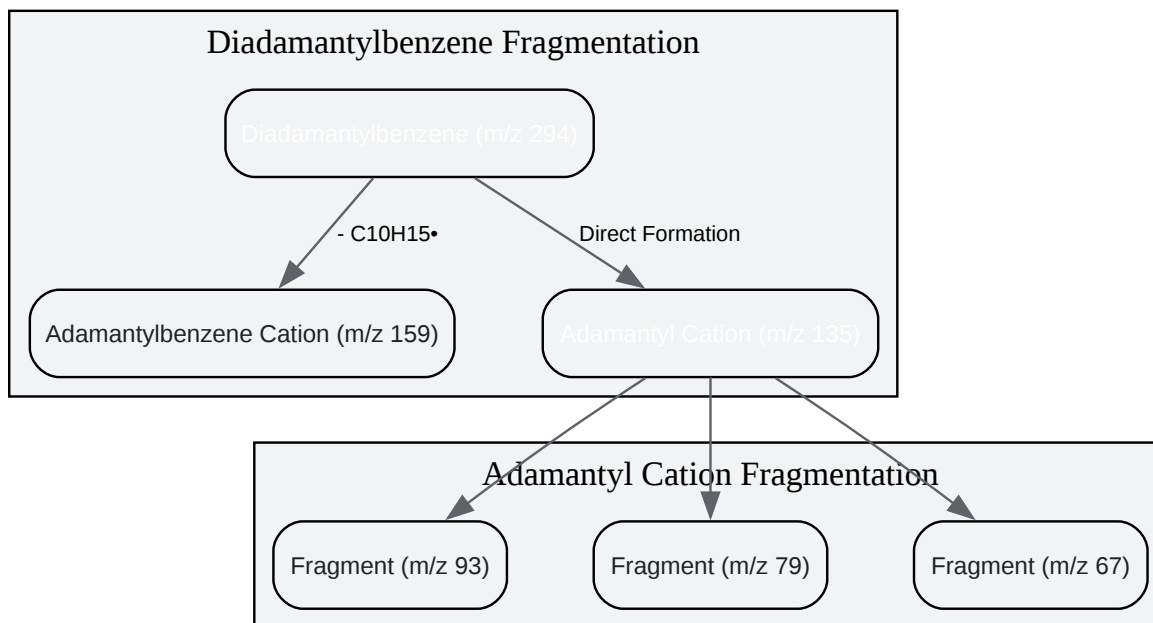 Diadamantylbenzene Fragmentation
Diadamantylbenzene (m/z 294)
- C10H15•
Direct Formation
Adamantylbenzene Cation (m/z 159)
Adamantyl Cation (m/z 135)
Adamantyl Cation Fragmentation
Fragment (m/z 93)
Fragment (m/z 79)
Fragment (m/z 67)